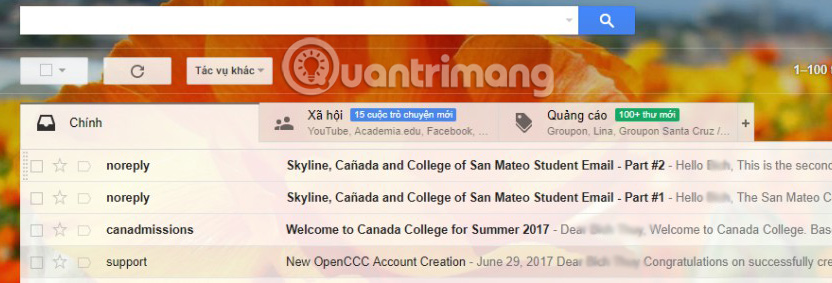 Tác vụ khác
1–100
Quantrimang
Chính
Xã hội 15 cuộc trò chuyện mới
YouTube, Academia.edu, Facebook, ...
Quảng cáo 100+ thư mới
Groupon, Lina, Groupon Santa Cruz /...
+
noreply Skyline, Cañada and College of San Mateo Student Email - Part #2 - Hello , This is the second
noreply Skyline, Cañada and College of San Mateo Student Email - Part #1 - Hello , The San Mateo C
canadmissions Welcome to Canada College for Summer 2017 - Dear , Welcome to Canada College. Bas
support New OpenCCC Account Creation - June 29, 2017 Dear Congratulations on successfully cre